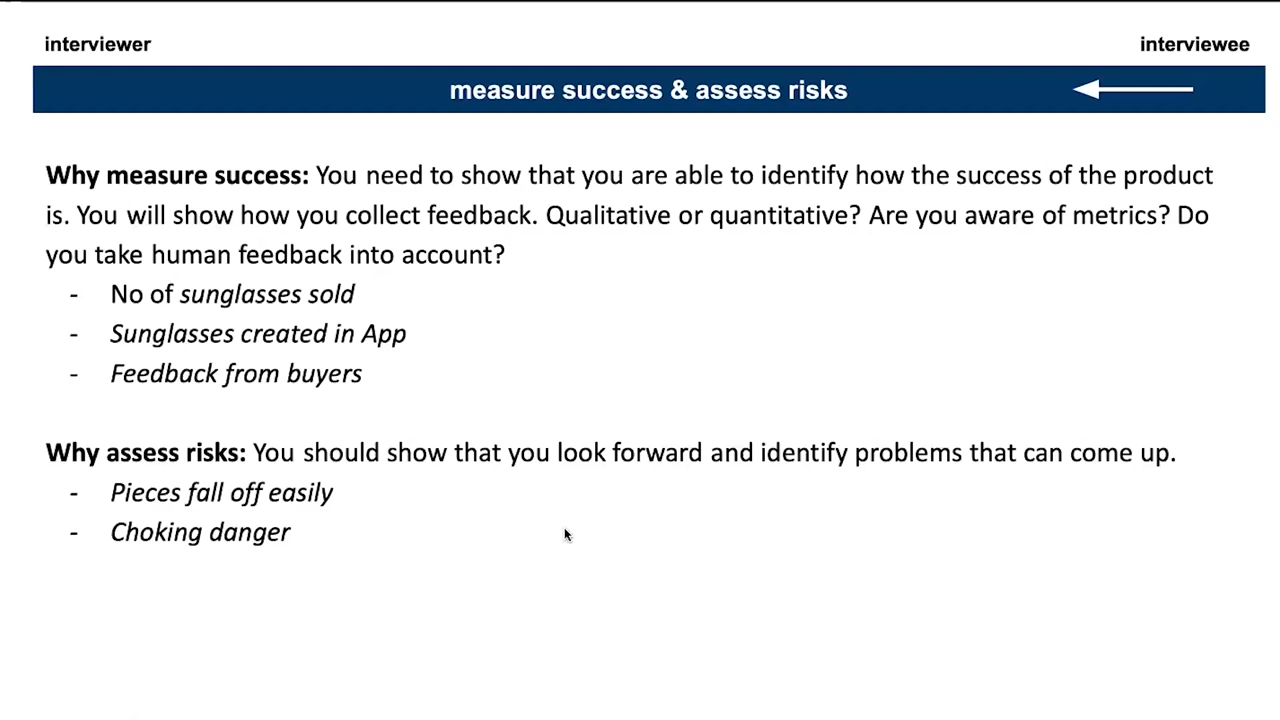 interviewer
interviewee
measure success & assess risks
Why measure success: You need to show that you are able to identify how the success of the product
is. You will show how you collect feedback. Qualitative or quantitative? Are you aware of metrics? Do
you take human feedback into account?
- No of sunglasses sold
- Sunglasses created in App
- Feedback from buyers
Why assess risks: You should show that you look forward and identify problems that can come up.
- Pieces fall off easily
- Choking danger